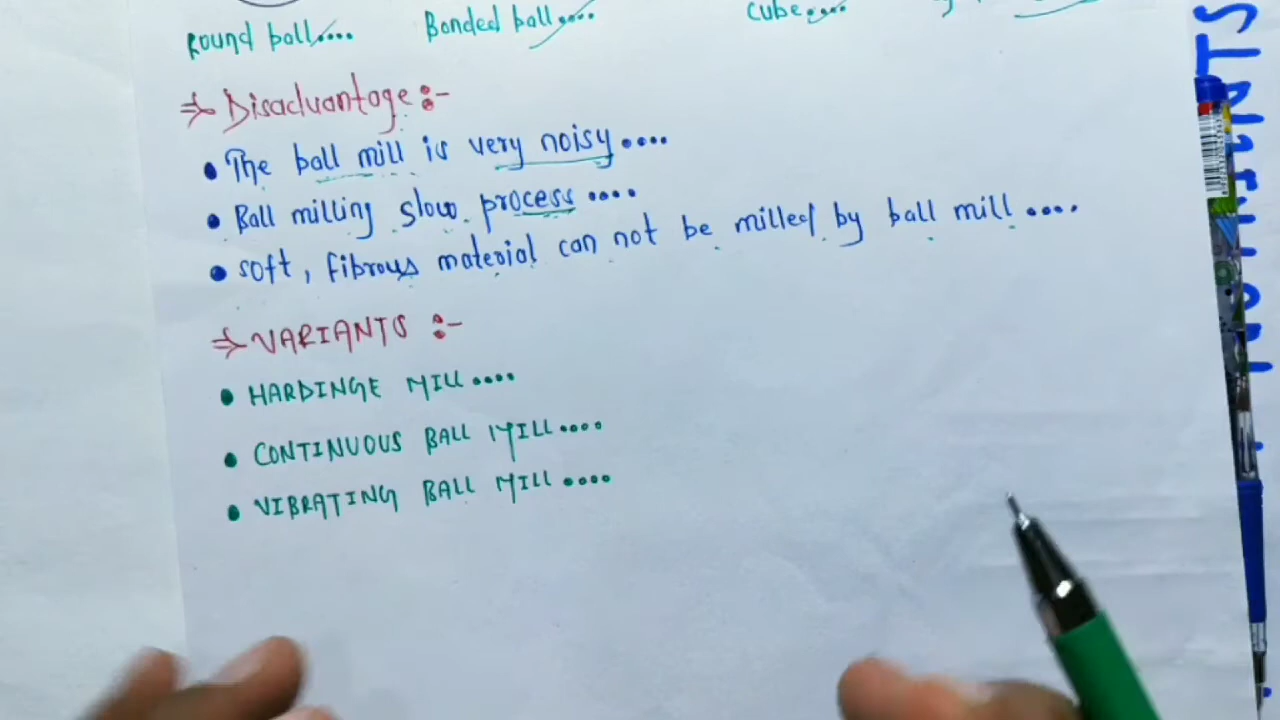 Round ball....
Bonded ball....
Cube....
⇒ Disadvantage:-
• The ball mill is very noisy....
• Ball milling slow process....
• soft, fibrous material can not be milled by ball mill....
⇒ VARIANTS :-
• HARDINGE MILL....
• CONTINUOUS BALL MILL....
• VIBRATING BALL MILL....